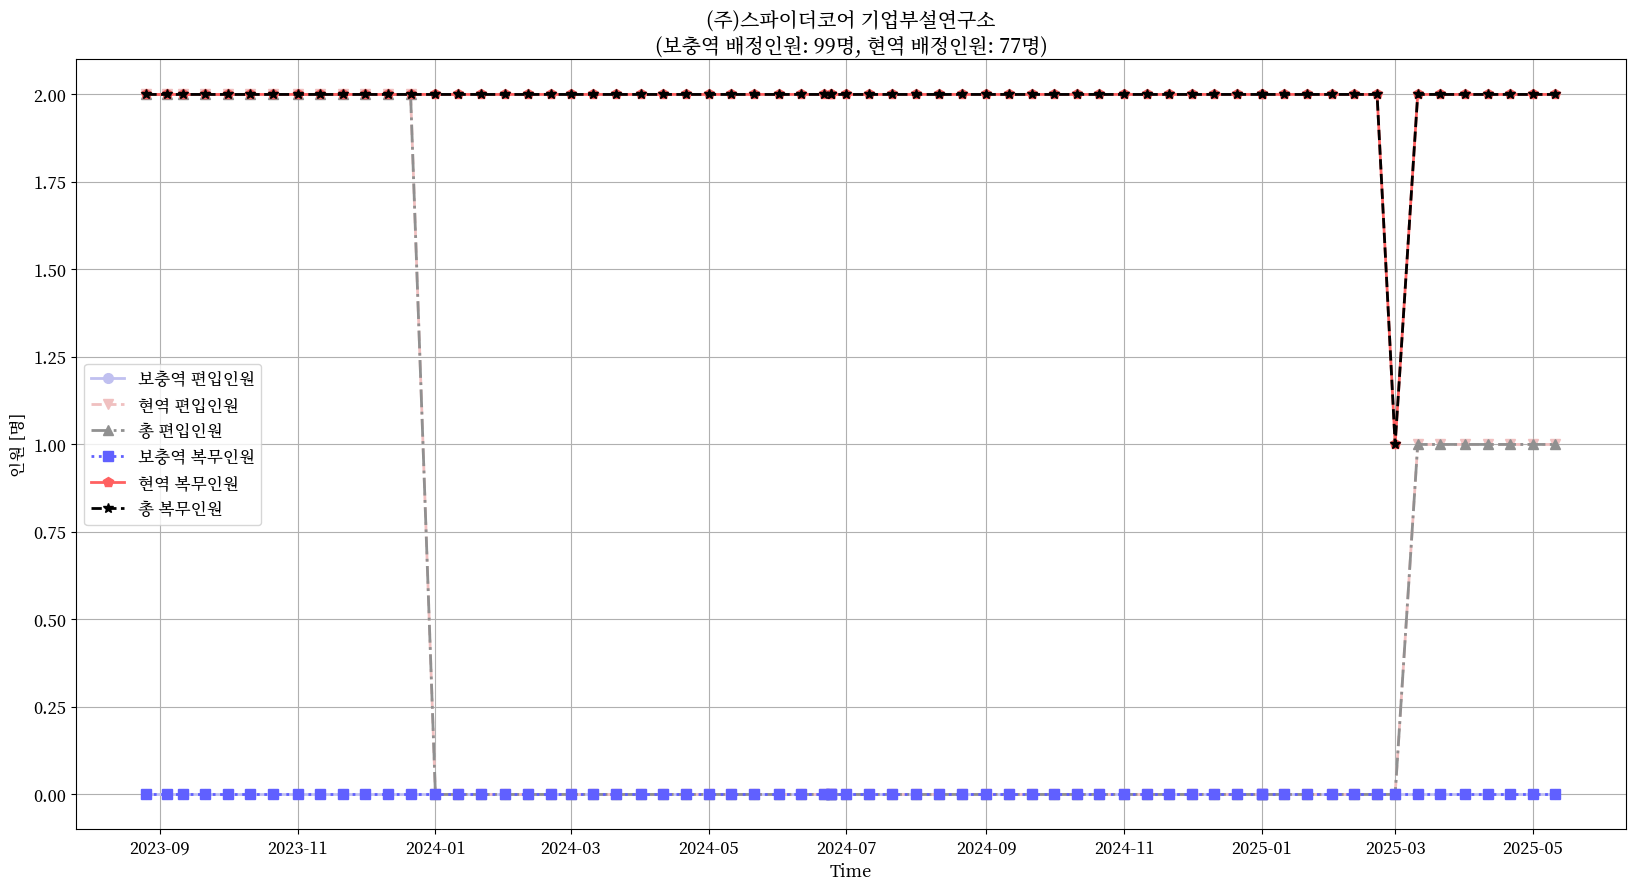 (주)스파이더코어 기업부설연구소
(보충역 배정인원: 99명, 현역 배정인원: 77명)
인원 [명]
2.00
1.75
1.50
1.25
1.00
0.75
0.50
0.25
0.00
보충역 편입인원
현역 편입인원
총 편입인원
보충역 복무인원
현역 복무인원
총 복무인원
2023-09 2023-11 2024-01 2024-03 2024-05 2024-07 2024-09 2024-11 2025-01 2025-03 2025-05
Time